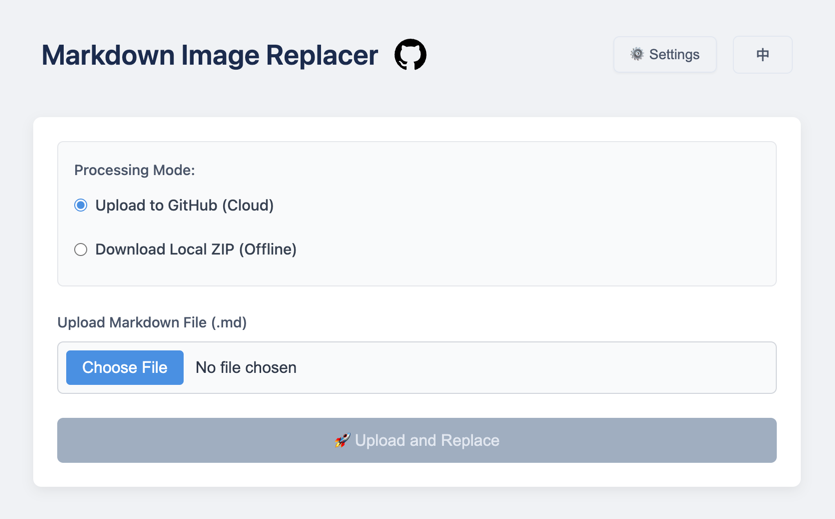 Markdown Image Replacer
⚙️ Settings
中
Processing Mode:
Upload to GitHub (Cloud)
Download Local ZIP (Offline)
Upload Markdown File (.md)
Choose File No file chosen
🚀 Upload and Replace